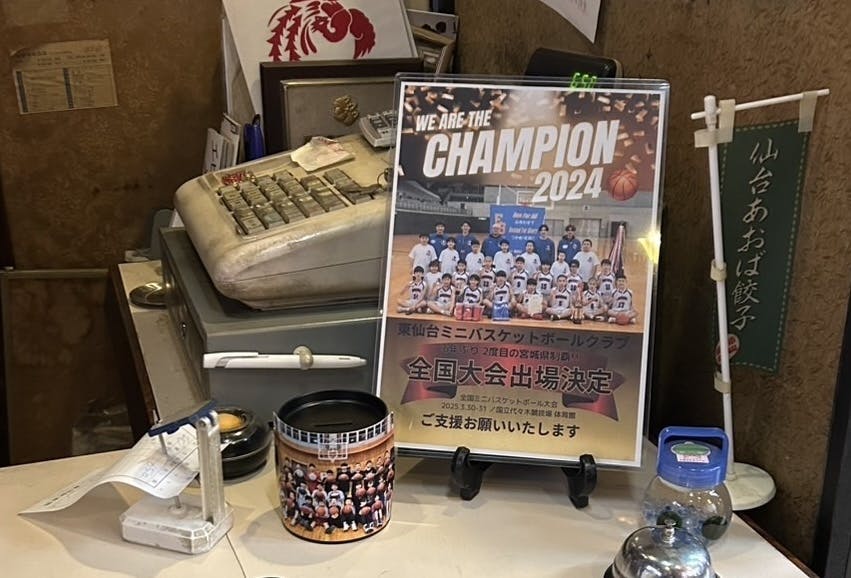 WE ARE THE
CHAMPION
2024
東仙台ミニバスケットボールクラブ
2度目の宮城県制覇!!
全国大会出場決定
全国ミニバスケットボール大会
2025.3.30-31 /国立代々木競技場 体育館
ご支援お願いいたします
仙台あおば餃子